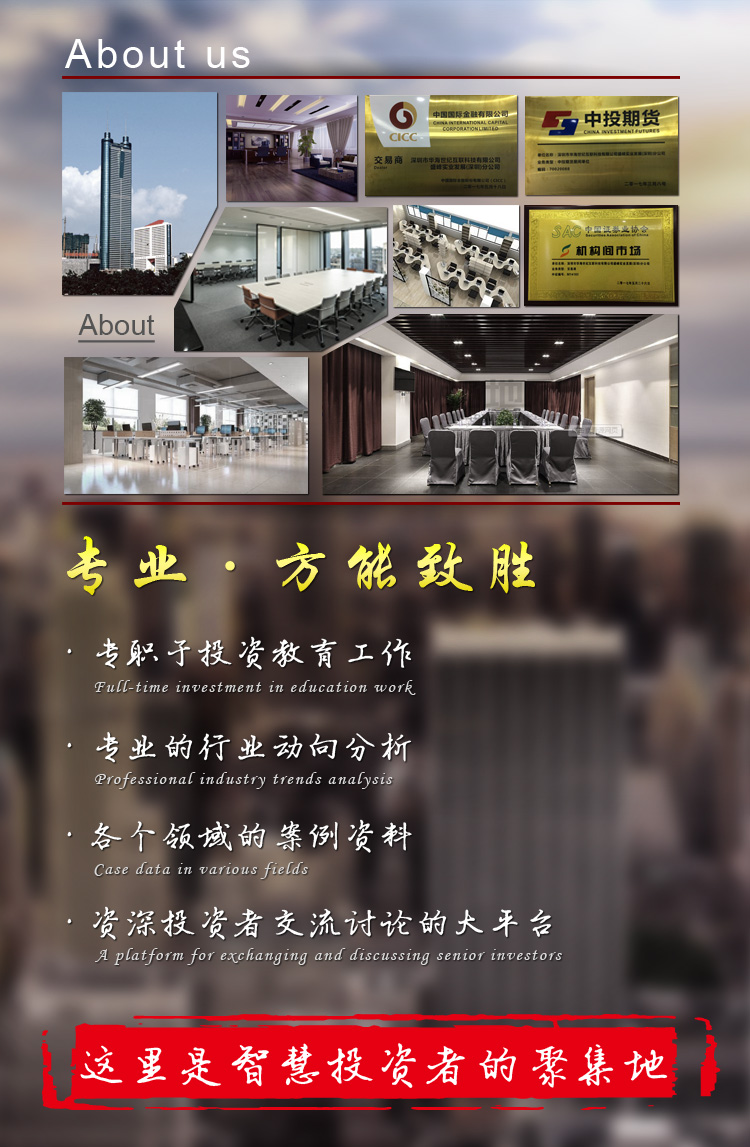 About us
CICC
中国国际金融有限公司
CHINA INTERNATIONAL CAPITAL
CORPORATION LIMITED
交易商
中投期货
CHINA INVESTMENT FUTURES
SAC
机构间市场
About
专业·方能致胜
· 专职于投资教育工作
Full-time investment in education work
· 专业的行业动向分析
Professional industry trends analysis
· 各个领域的案例资料
Case data in various fields
· 资深投资者交流讨论的大平台
A platform for exchanging and discussing senior investors
这里是智慧投资者的聚集地